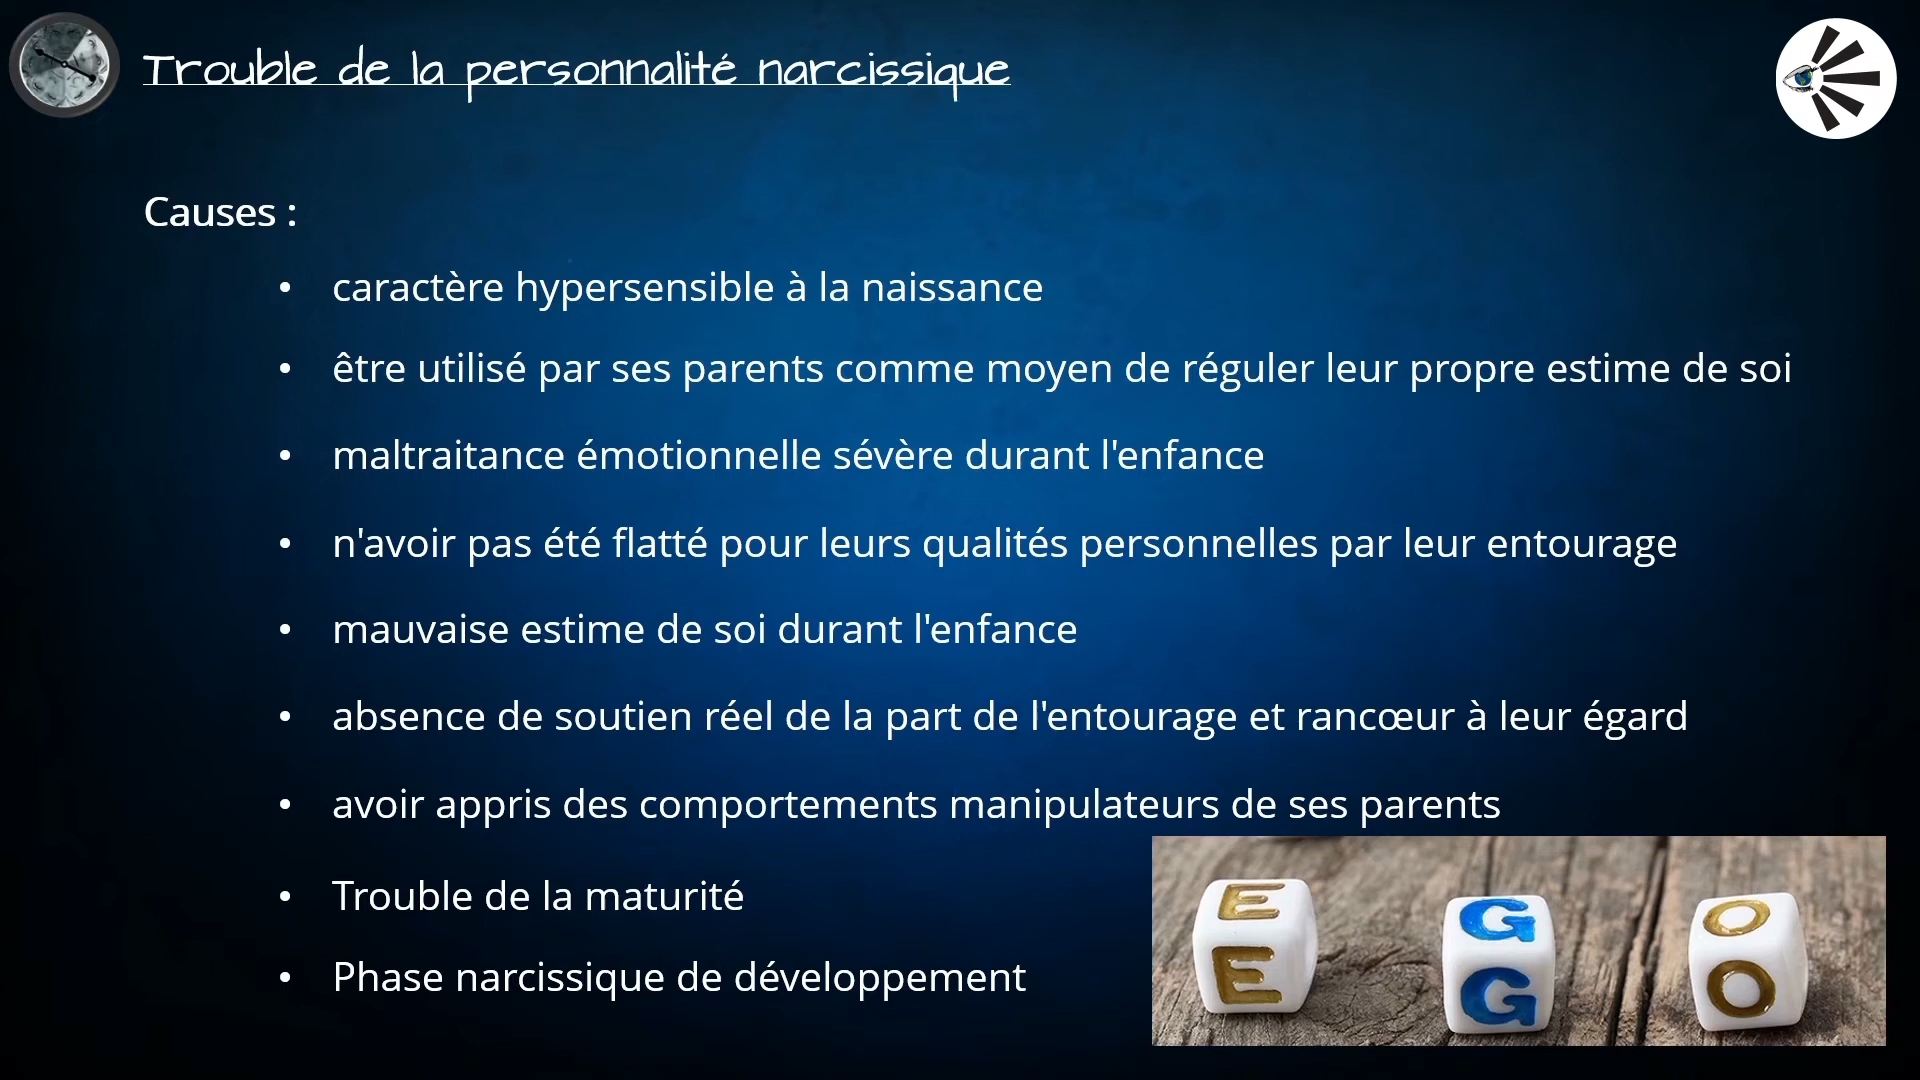 Trouble de la personnalité narcissique
Causes :
• caractère hypersensible à la naissance
• être utilisé par ses parents comme moyen de réguler leur propre estime de soi
• maltraitance émotionnelle sévère durant l'enfance
• n'avoir pas été flatté pour leurs qualités personnelles par leur entourage
• mauvaise estime de soi durant l'enfance
• absence de soutien réel de la part de l'entourage et rancœur à leur égard
• avoir appris des comportements manipulateurs de ses parents
• Trouble de la maturité
• Phase narcissique de développement
E G O
E G O